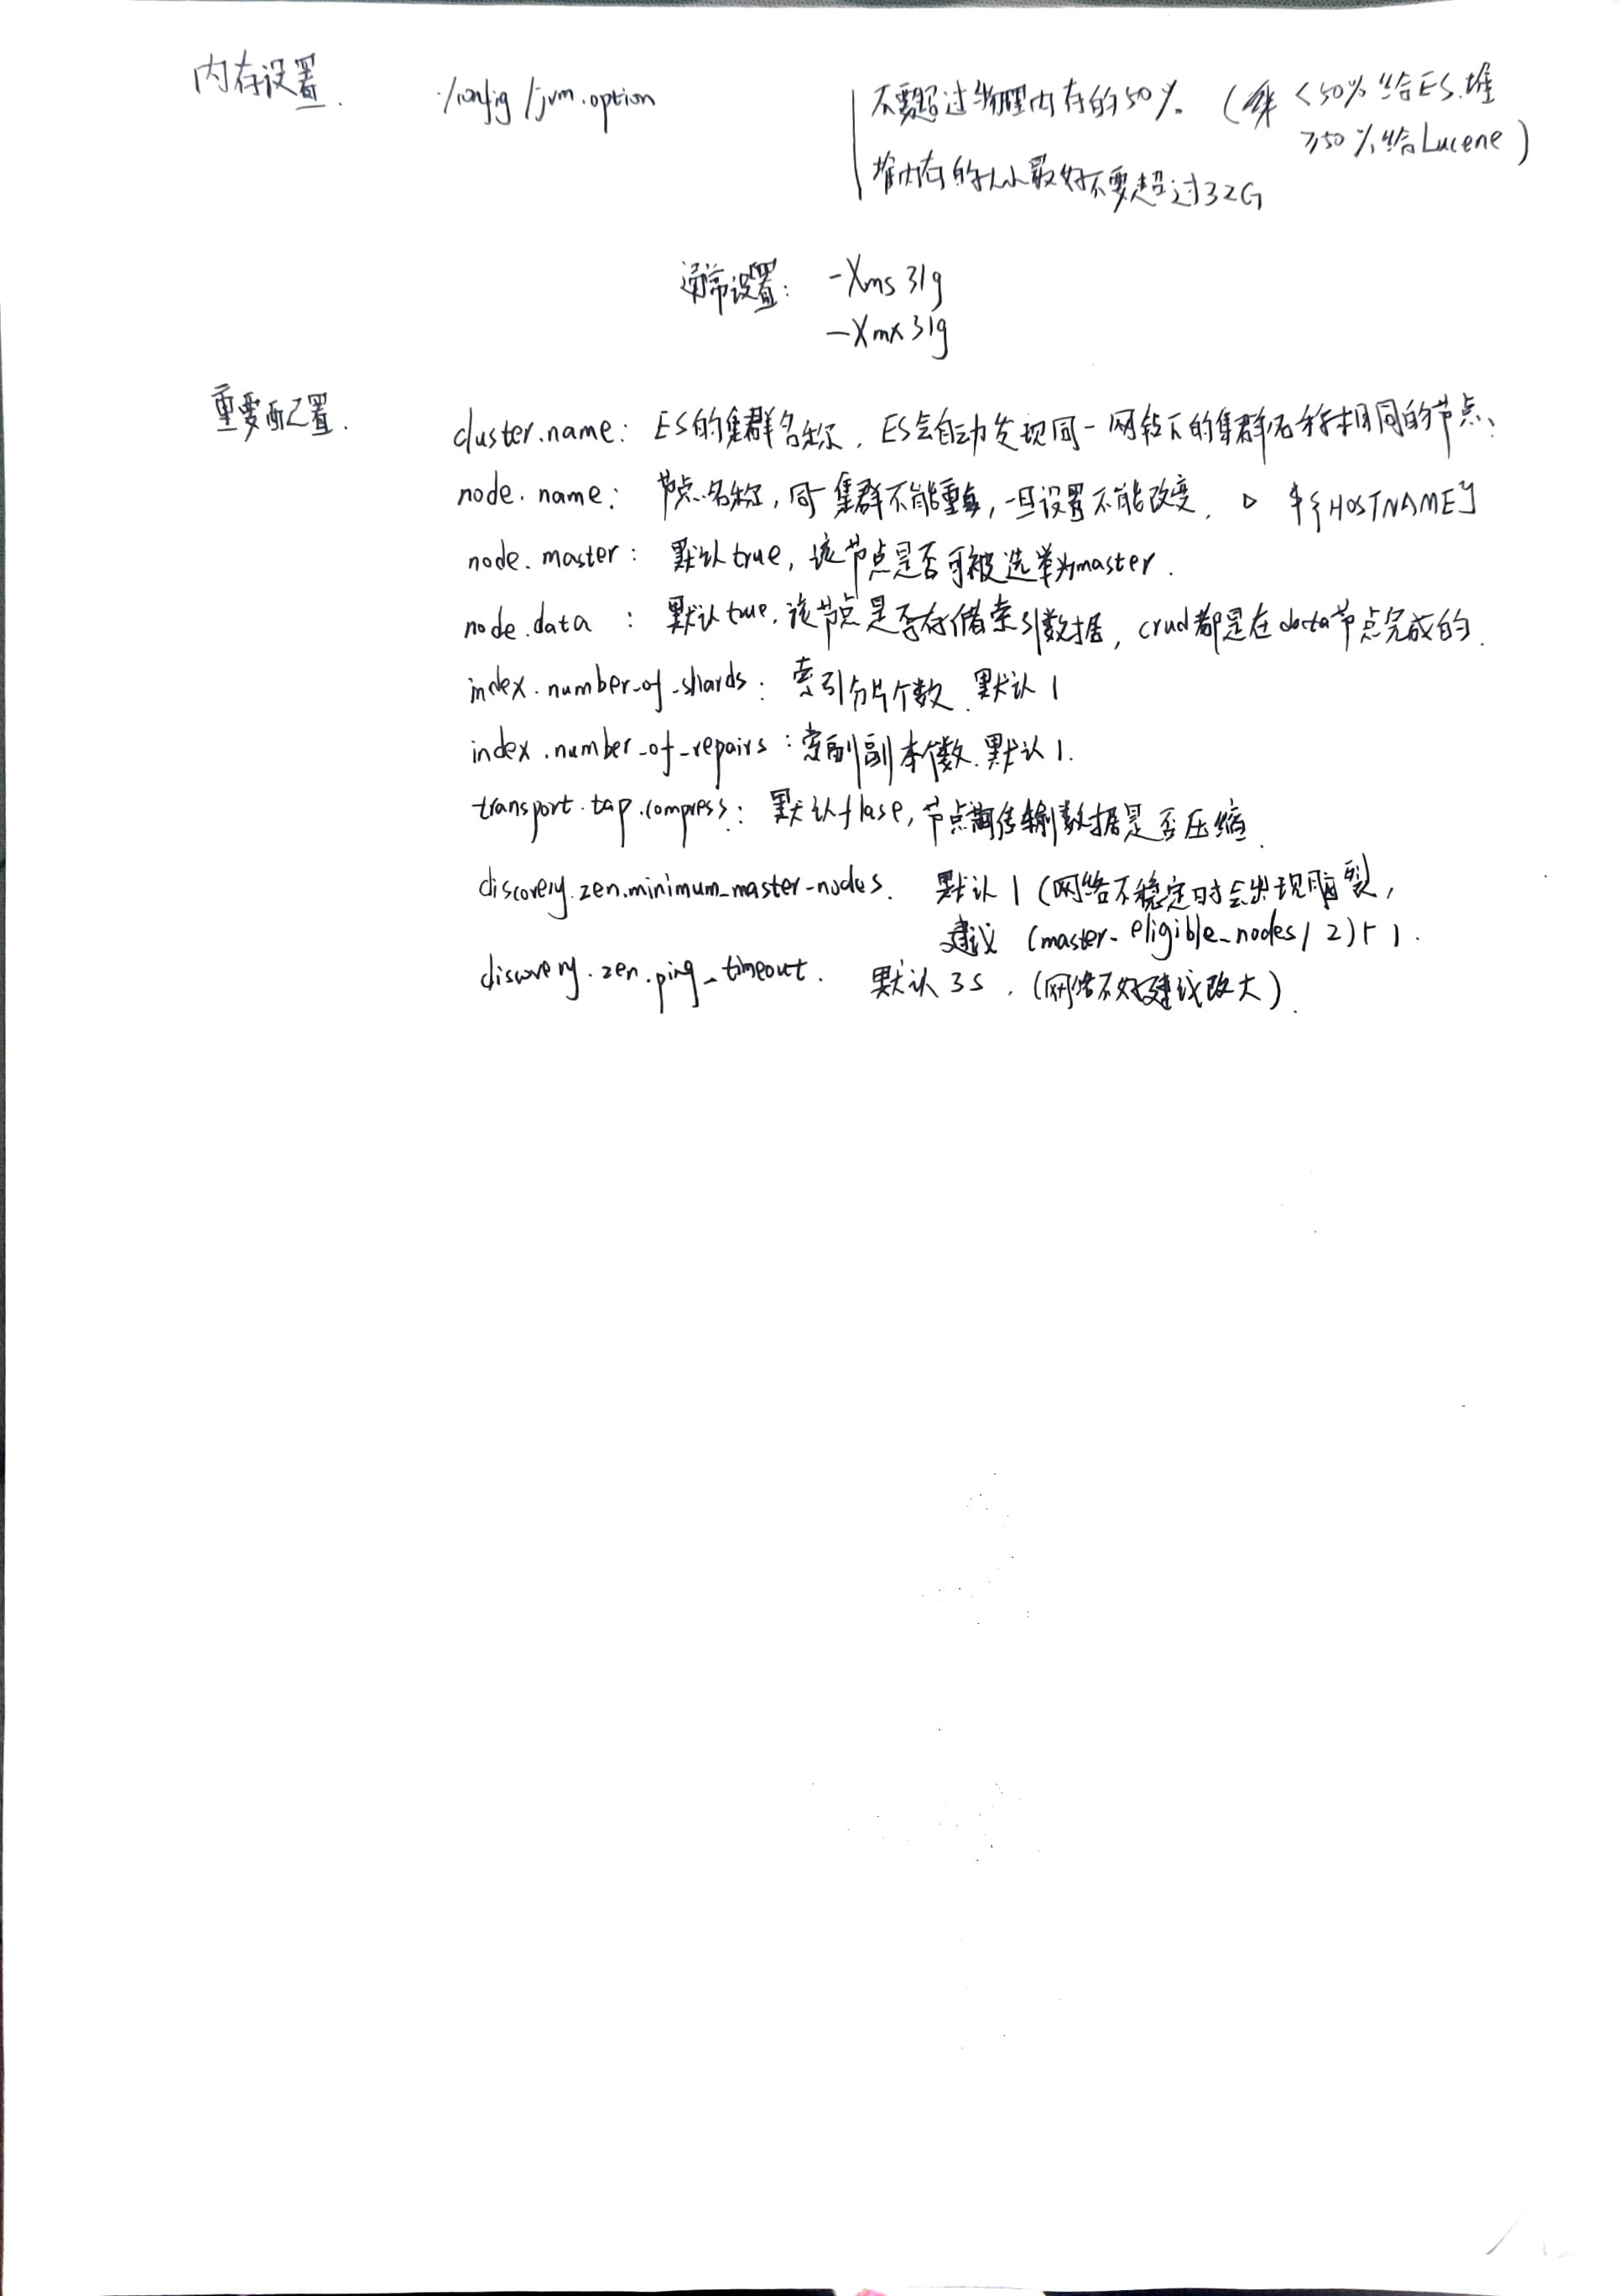 内存设置. ./config/jvm.option 不要超过物理内存的50%。(<50%给ES.堆
≥50%给Lucene)
堆内存的大小最好不要超过32G
通常设置: -Xms 31g
-Xmx 31g
重要配置. cluster.name: ES的集群名称, ES会自动发现同一网络下的集群名称相同的节点、
node.name: 节点名称, 同一集群不能重复, 一旦设置不能改变. ▷ ${HOSTNAME}
node.master: 默认true, 该节点是否可被选举为master.
node.data : 默认true, 该节点是否存储索引数据, crud都是在data节点完成的.
index.number_of_shards: 索引分片个数. 默认1
index.number_of_repairs: 索引副本个数. 默认1.
transport.tap.compress: 默认flase, 节点间传输数据是否压缩.
discovery.zen.minimum_master_nodes. 默认1 (网络不稳定时会出现脑裂,
建议 (master_eligible_nodes/2)+1.
discovery.zen.ping_timeout. 默认3s. (网络不好建议改大).